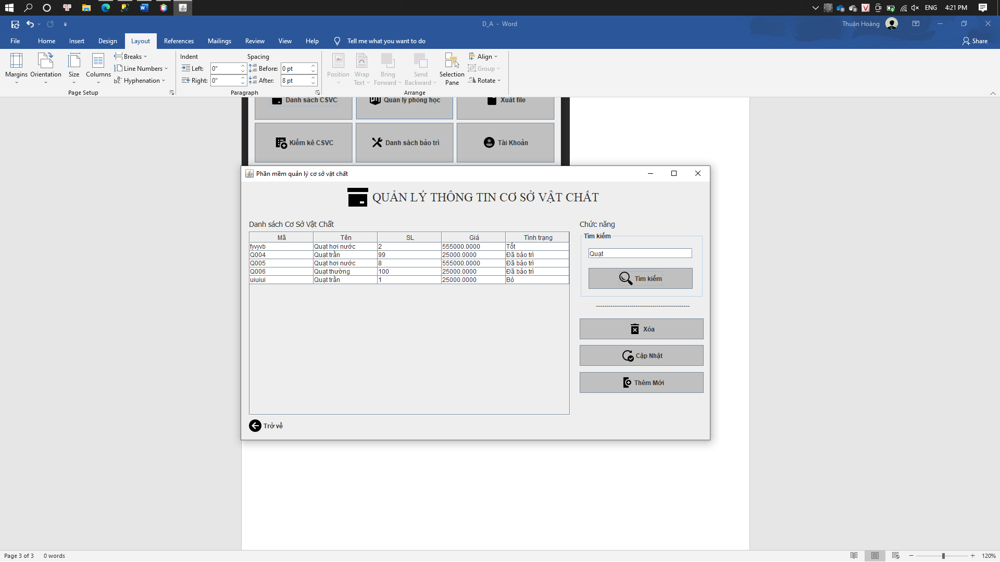 ENG 4:21 PM
D_A - Word
Thuận Hoàng
File Home Insert Design Layout References Mailings Review View Help Tell me what you want to do Share
Margins Orientation Size Columns
Breaks
Line Numbers
Hyphenation
Page Setup
Indent Spacing
Left: 0" Before: 0 pt
Right: 0" After: 8 pt
Paragraph
Position Wrap Text Bring Forward Send Backward Selection Pane
Align
Group
Rotate
Arrange
Danh sách CSVC Quản lý phòng học Xuất file
Kiểm kê CSVC Danh sách bảo trì Tài Khoản
Phần mềm quản lý cơ sở vật chất
QUẢN LÝ THÔNG TIN CƠ SỞ VẬT CHẤT
Danh sách Cơ Sở Vật Chất
Mã Tên SL Giá Tình trạng
fyvyvb Quạt hơi nước 2 555000.0000 Tốt
Q004 Quạt trần 99 25000.0000 Đã bảo trì
Q005 Quạt hơi nước 8 555000.0000 Đã bảo trì
Q006 Quạt thường 100 25000.0000 Đã bảo trì
uiuiui Quạt trần 1 25000.0000 Bỏ
Chức năng
Tìm kiếm
Quạt
Tìm kiếm
---------------------------------------------
Xóa
Cập Nhật
Thêm Mới
Trở về
Page 3 of 3 0 words
120%